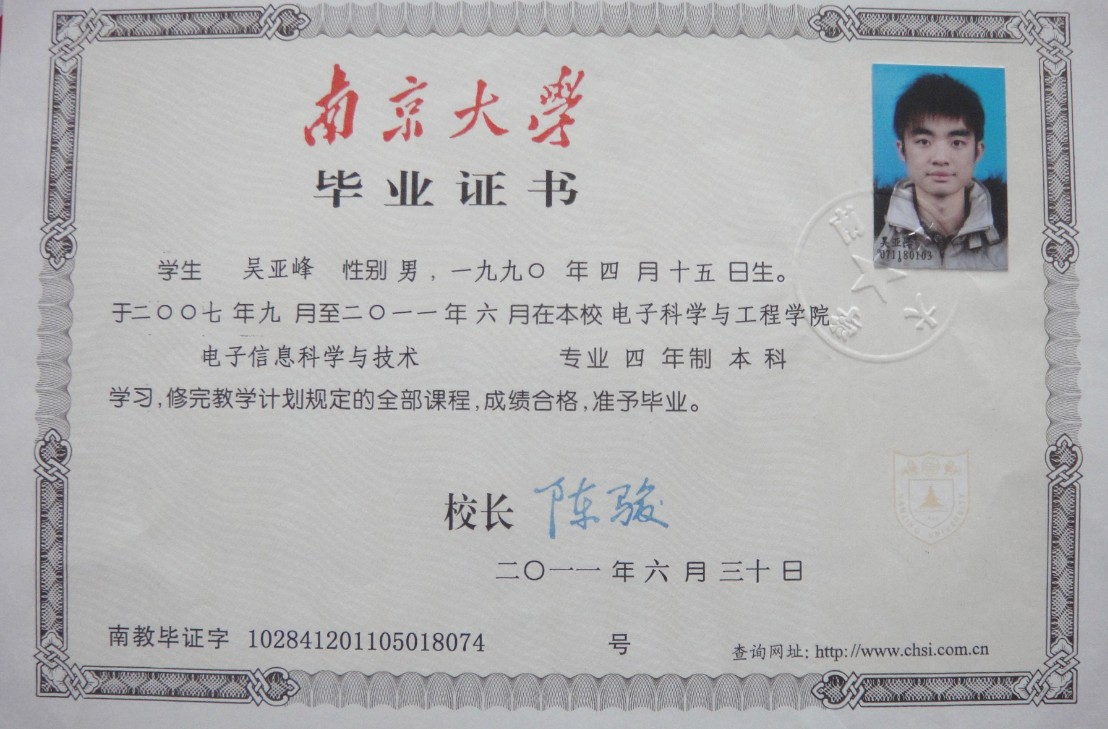 南京大学
毕业证书
学生 吴亚峰 性别 男，一九九〇 年 四 月 十五 日生。
于二〇〇七 年 九 月至二〇一一 年 六 月在本校 电子科学与工程学院
电子信息科学与技术 专业 四 年制 本科
学习，修完教学计划规定的全部课程，成绩合格，准予毕业。
校长 陈骏
二〇一一 年 六 月 三十 日
南教毕证字 102841201105018074 号
查询网址：http://www.chsi.com.cn
吴亚峰
071180103
南 大 学